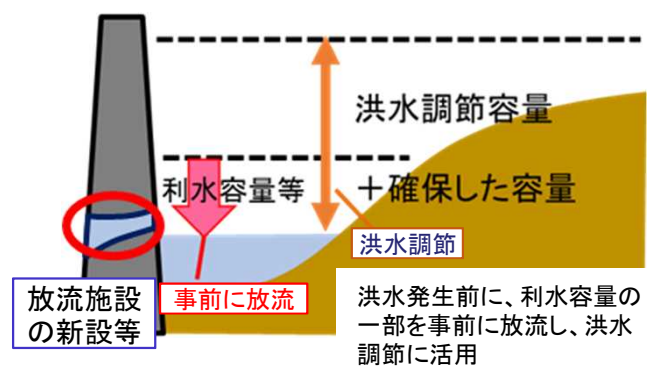 洪水調節容量
利水容量等
＋確保した容量
洪水調節
放流施設
の新設等
事前に放流
洪水発生前に、利水容量の
一部を事前に放流し、洪水
調節に活用